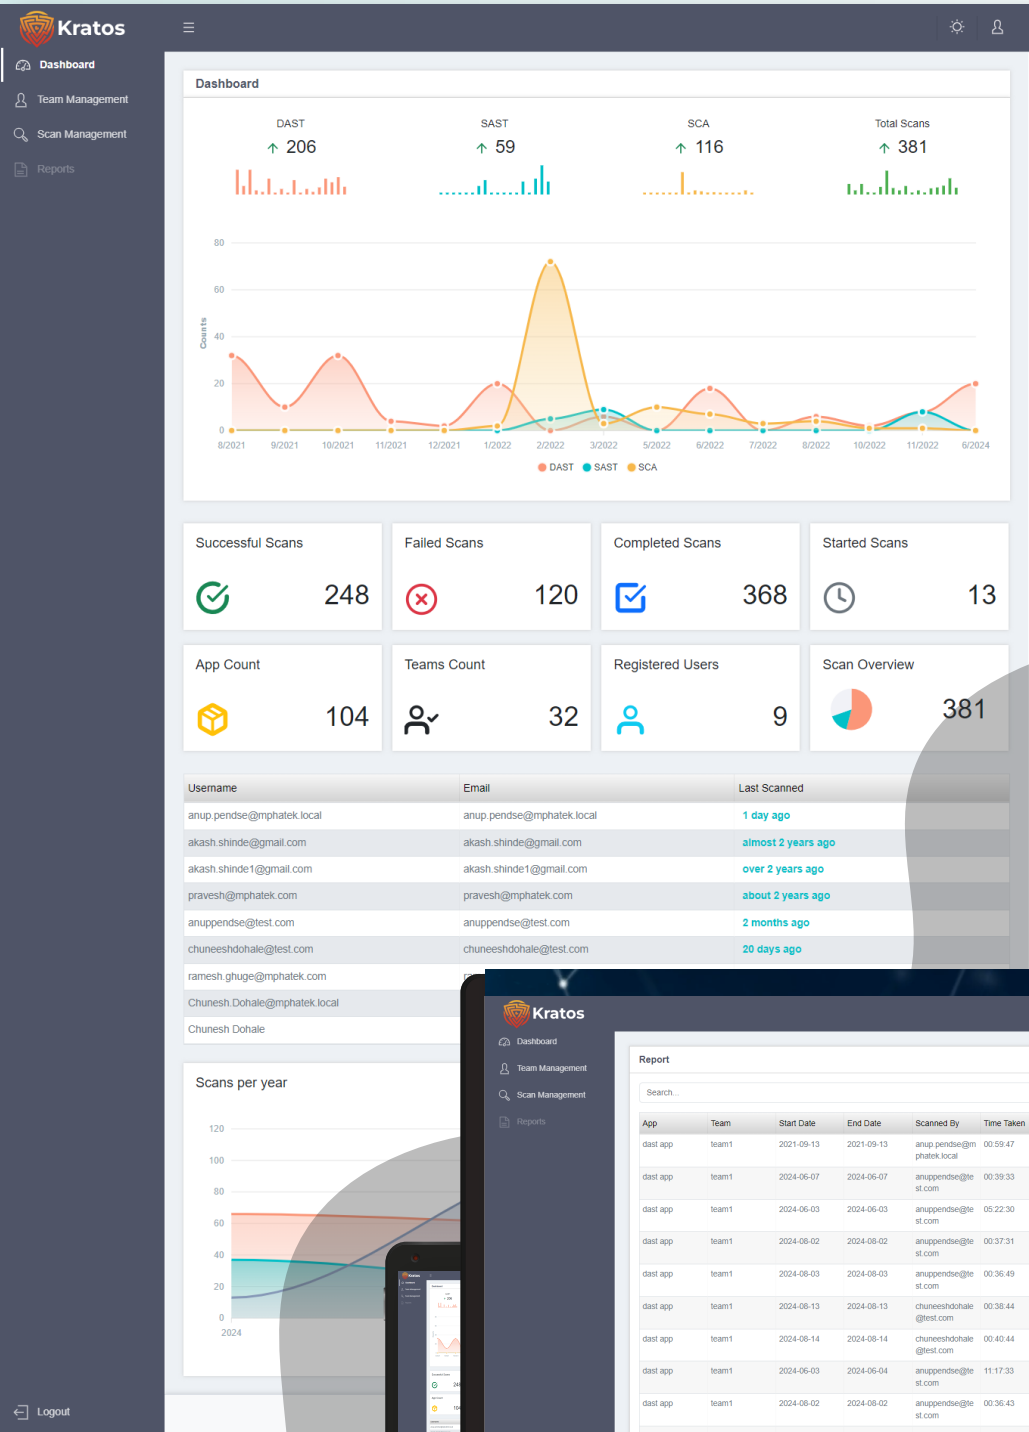 Kratos
Dashboard
Team Management
Scan Management
Reports
Logout
Dashboard
DAST
206
SAST
59
SCA
116
Total Scans
381
80
60
40
20
0
Counts
8/2021 9/2021 10/2021 11/2021 12/2021 1/2022 2/2022 3/2022 5/2022 6/2022 7/2022 8/2022 10/2022 11/2022 6/2024
DAST SAST SCA
Successful Scans
248
Failed Scans
120
Completed Scans
368
Started Scans
13
App Count
104
Teams Count
32
Registered Users
9
Scan Overview
381
Username Email Last Scanned
anup.pendse@mphatek.local anup.pendse@mphatek.local 1 day ago
akash.shinde@gmail.com akash.shinde@gmail.com almost 2 years ago
akash.shinde1@gmail.com akash.shinde1@gmail.com over 2 years ago
pravesh@mphatek.com pravesh@mphatek.com about 2 years ago
anuppendse@test.com anuppendse@test.com 2 months ago
chuneeshdohale@test.com chuneeshdohale@test.com 20 days ago
ramesh.ghuge@mphatek.com
Chunesh.Dohale@mphatek.local
Chunesh Dohale
Scans per year
120
100
80
60
40
20
0
2024
Kratos
Dashboard
Team Management
Scan Management
Reports
Report
Search...
App Team Start Date End Date Scanned By Time Taken
dast app team1 2021-09-13 2021-09-13 anup.pendse@m 00:59:47
phatek.local
dast app team1 2024-06-07 2024-06-07 anuppendse@te 00:39:33
st.com
dast app team1 2024-06-03 2024-06-03 anuppendse@te 05:22:30
st.com
dast app team1 2024-08-02 2024-08-02 anuppendse@te 00:37:31
st.com
dast app team1 2024-08-03 2024-08-03 anuppendse@te 00:36:49
st.com
dast app team1 2024-08-13 2024-08-13 chuneeshdohale 00:38:44
@test.com
dast app team1 2024-08-14 2024-08-14 chuneeshdohale 00:40:44
@test.com
dast app team1 2024-06-03 2024-06-04 anuppendse@te 11:17:33
st.com
dast app team1 2024-08-02 2024-08-02 anuppendse@te 00:36:43
st.com